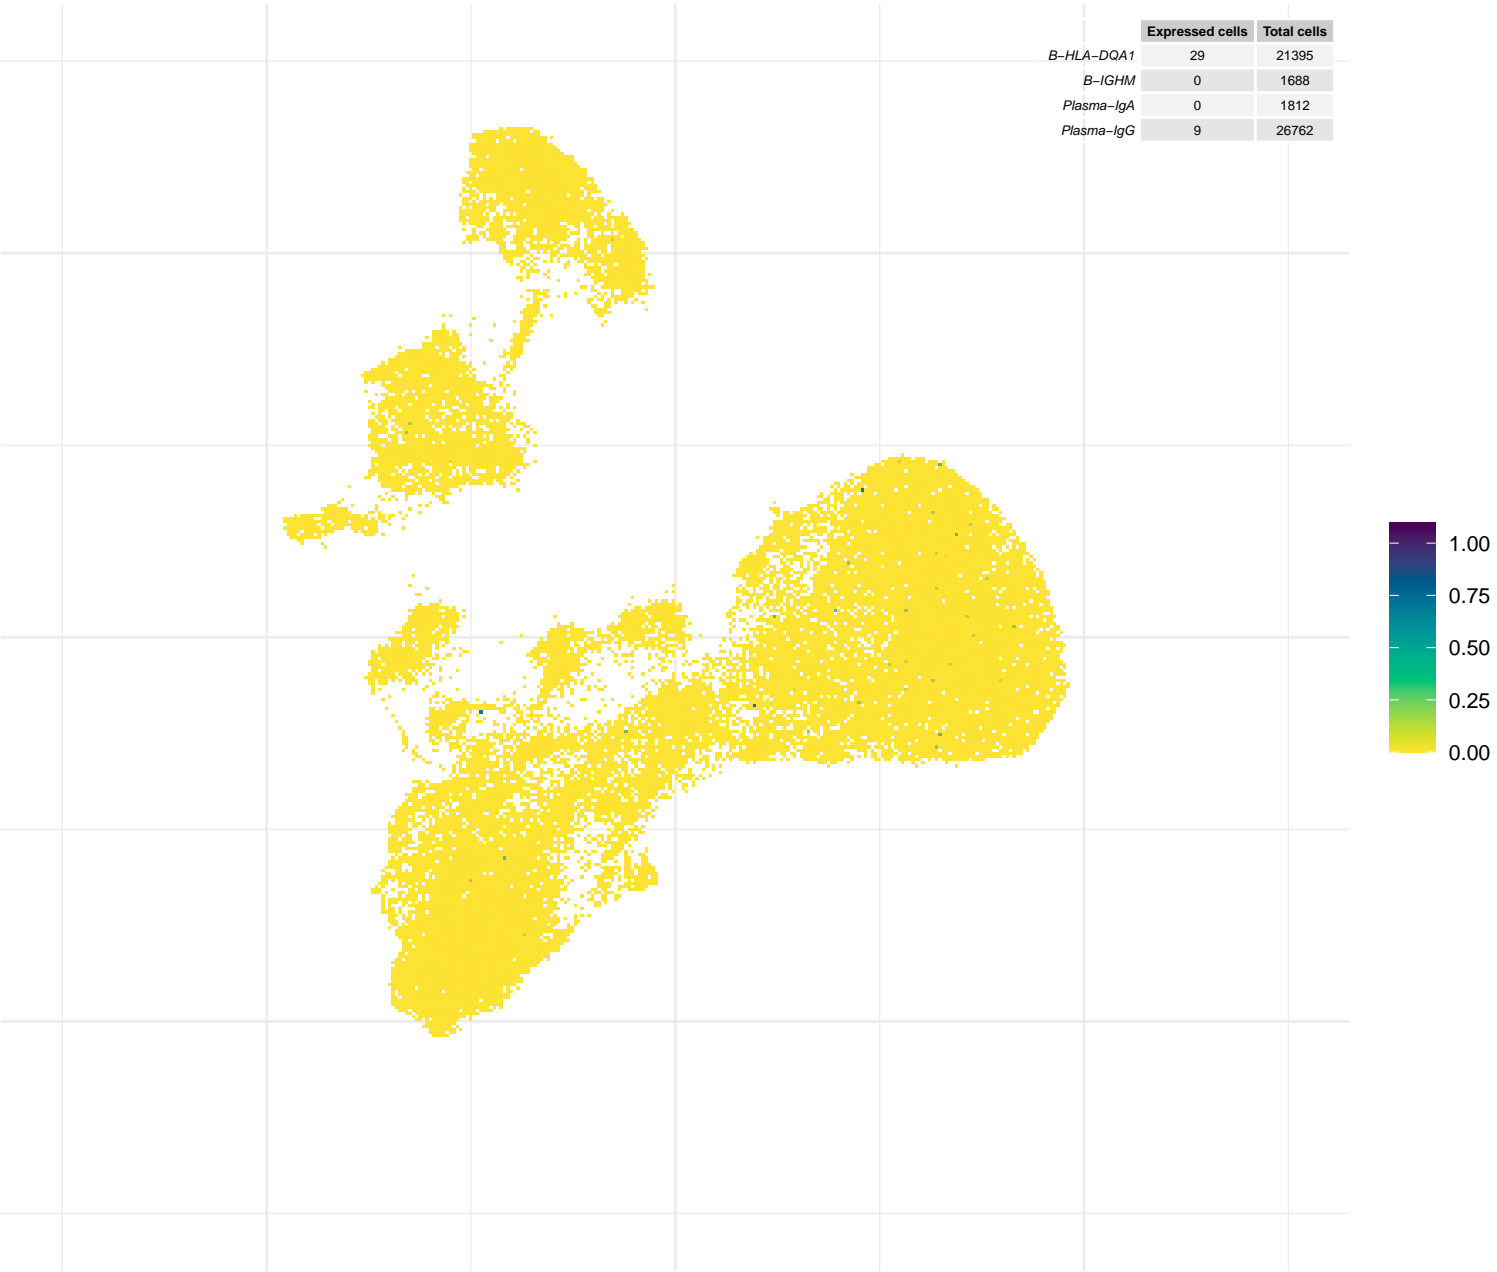 Expressed cells Total cells
B−HLA−DQA1 29 21395
B−IGHM 0 1688
Plasma−IgA 0 1812
Plasma−IgG 9 26762
1.00
0.75
0.50
0.25
0.00